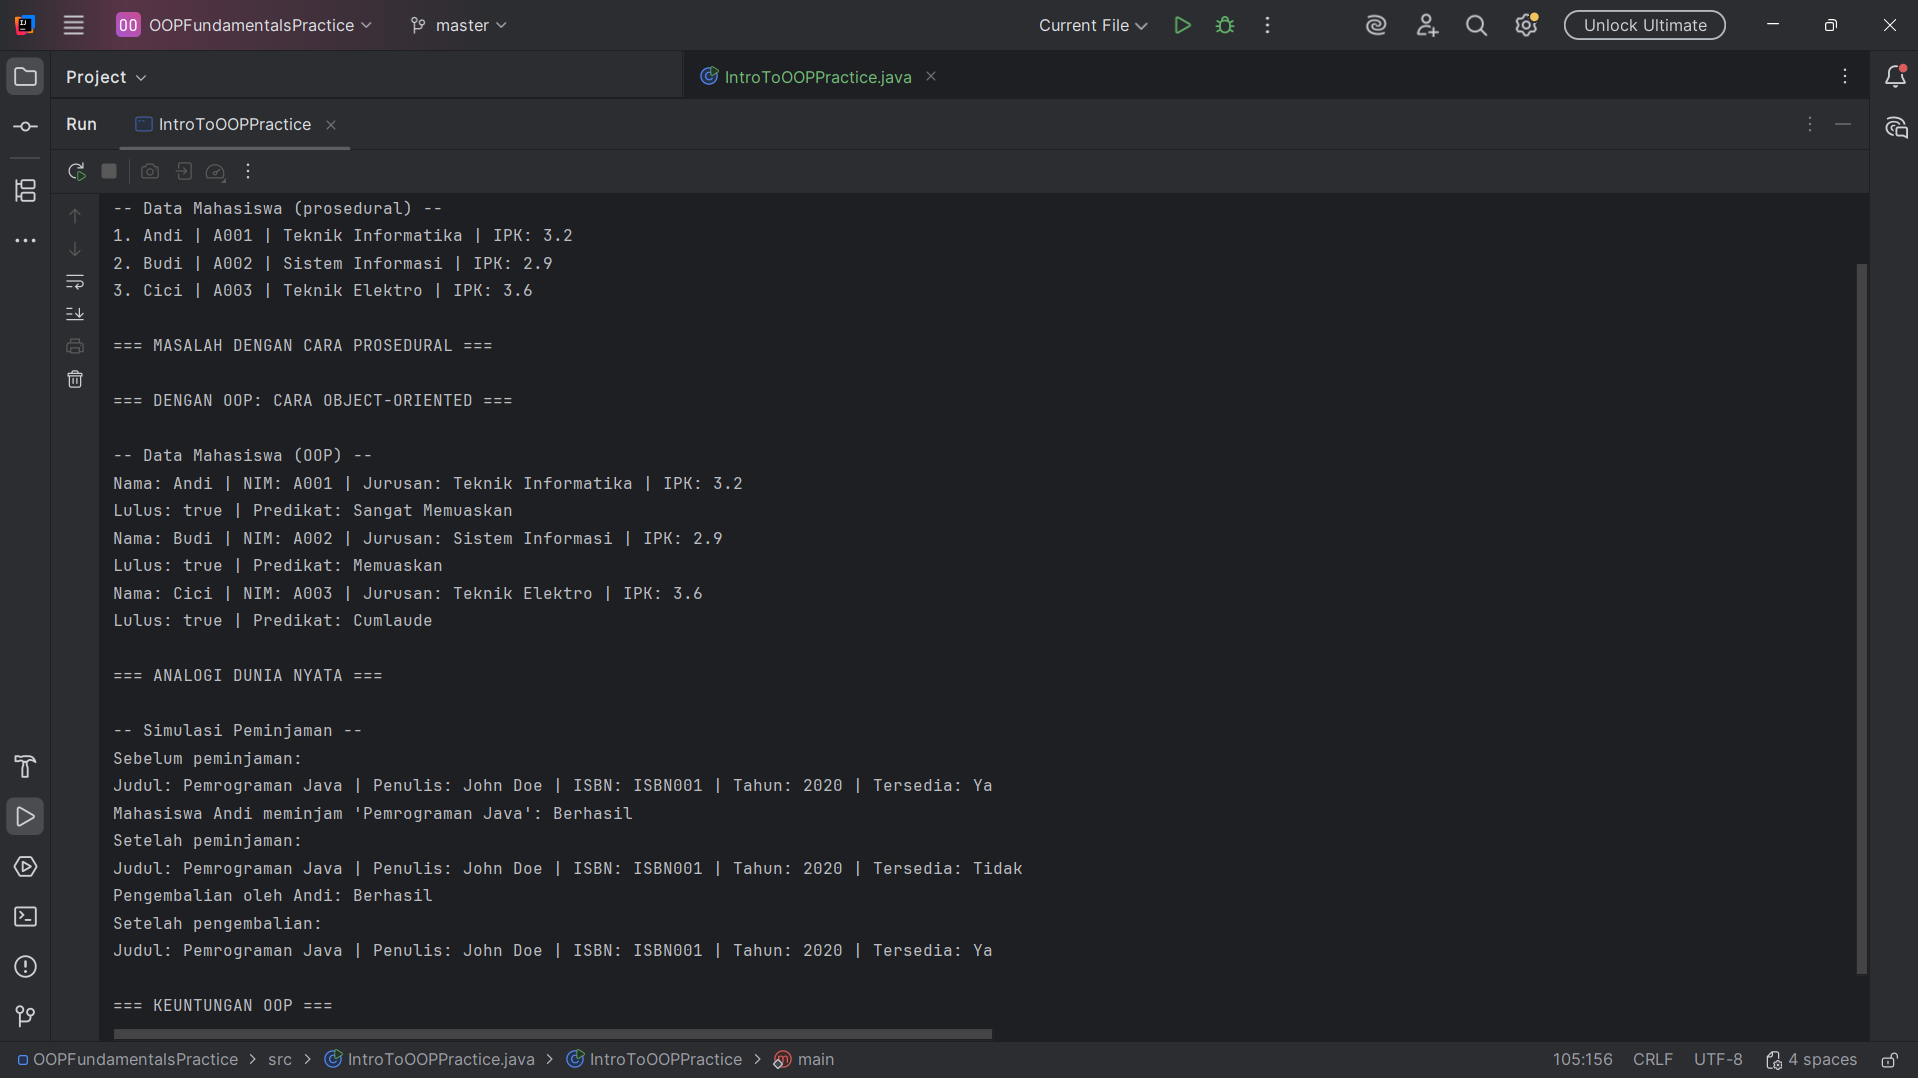 OO OOPFundamentalsPractice master Current File Unlock Ultimate
Project IntroToOOPPractice.java
Run IntroToOOPPractice
-- Data Mahasiswa (prosedural) --
1. Andi | A001 | Teknik Informatika | IPK: 3.2
2. Budi | A002 | Sistem Informasi | IPK: 2.9
3. Cici | A003 | Teknik Elektro | IPK: 3.6
=== MASALAH DENGAN CARA PROSEDURAL ===
=== DENGAN OOP: CARA OBJECT-ORIENTED ===
-- Data Mahasiswa (OOP) --
Nama: Andi | NIM: A001 | Jurusan: Teknik Informatika | IPK: 3.2
Lulus: true | Predikat: Sangat Memuaskan
Nama: Budi | NIM: A002 | Jurusan: Sistem Informasi | IPK: 2.9
Lulus: true | Predikat: Memuaskan
Nama: Cici | NIM: A003 | Jurusan: Teknik Elektro | IPK: 3.6
Lulus: true | Predikat: Cumlaude
=== ANALOGI DUNIA NYATA ===
-- Simulasi Peminjaman --
Sebelum peminjaman:
Judul: Pemrograman Java | Penulis: John Doe | ISBN: ISBN001 | Tahun: 2020 | Tersedia: Ya
Mahasiswa Andi meminjam 'Pemrograman Java': Berhasil
Setelah peminjaman:
Judul: Pemrograman Java | Penulis: John Doe | ISBN: ISBN001 | Tahun: 2020 | Tersedia: Tidak
Pengembalian oleh Andi: Berhasil
Setelah pengembalian:
Judul: Pemrograman Java | Penulis: John Doe | ISBN: ISBN001 | Tahun: 2020 | Tersedia: Ya
=== KEUNTUNGAN OOP ===
OOPFundamentalsPractice > src > IntroToOOPPractice.java > IntroToOOPPractice > main 105:156 CRLF UTF-8 4 spaces